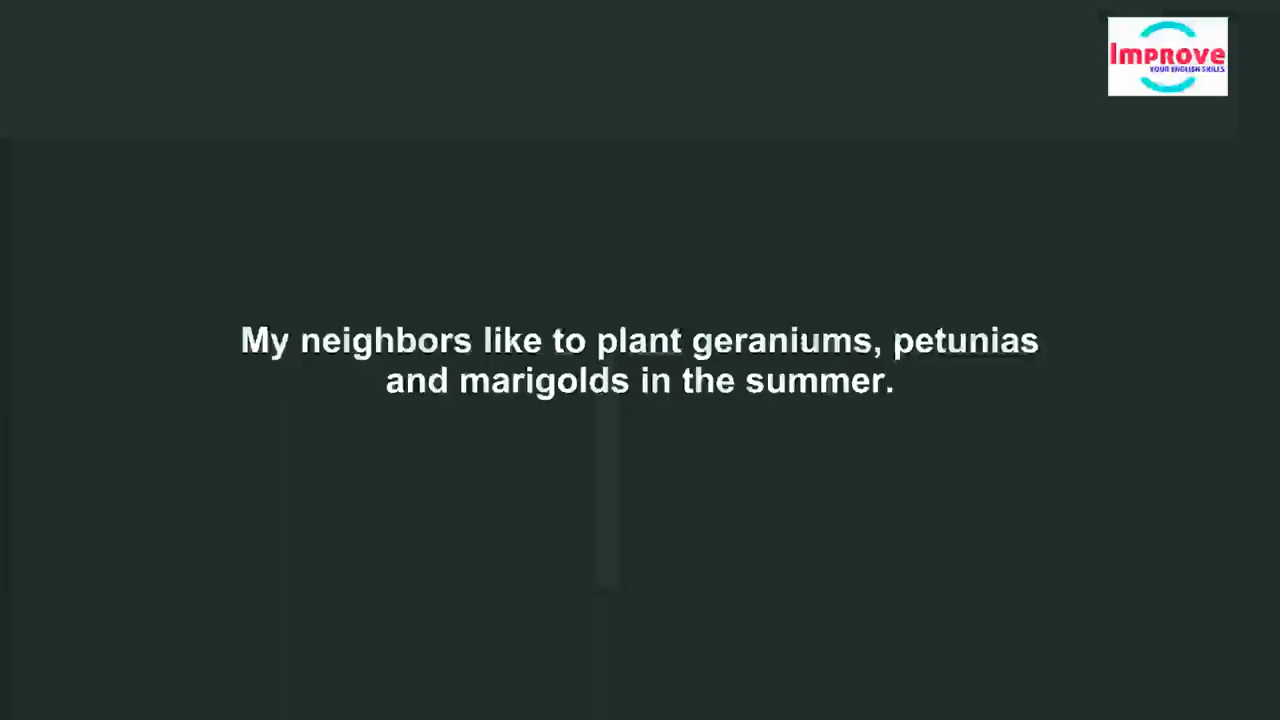 Improve
YOUR ENGLISH SKILLS
My neighbors like to plant geraniums, petunias
and marigolds in the summer.